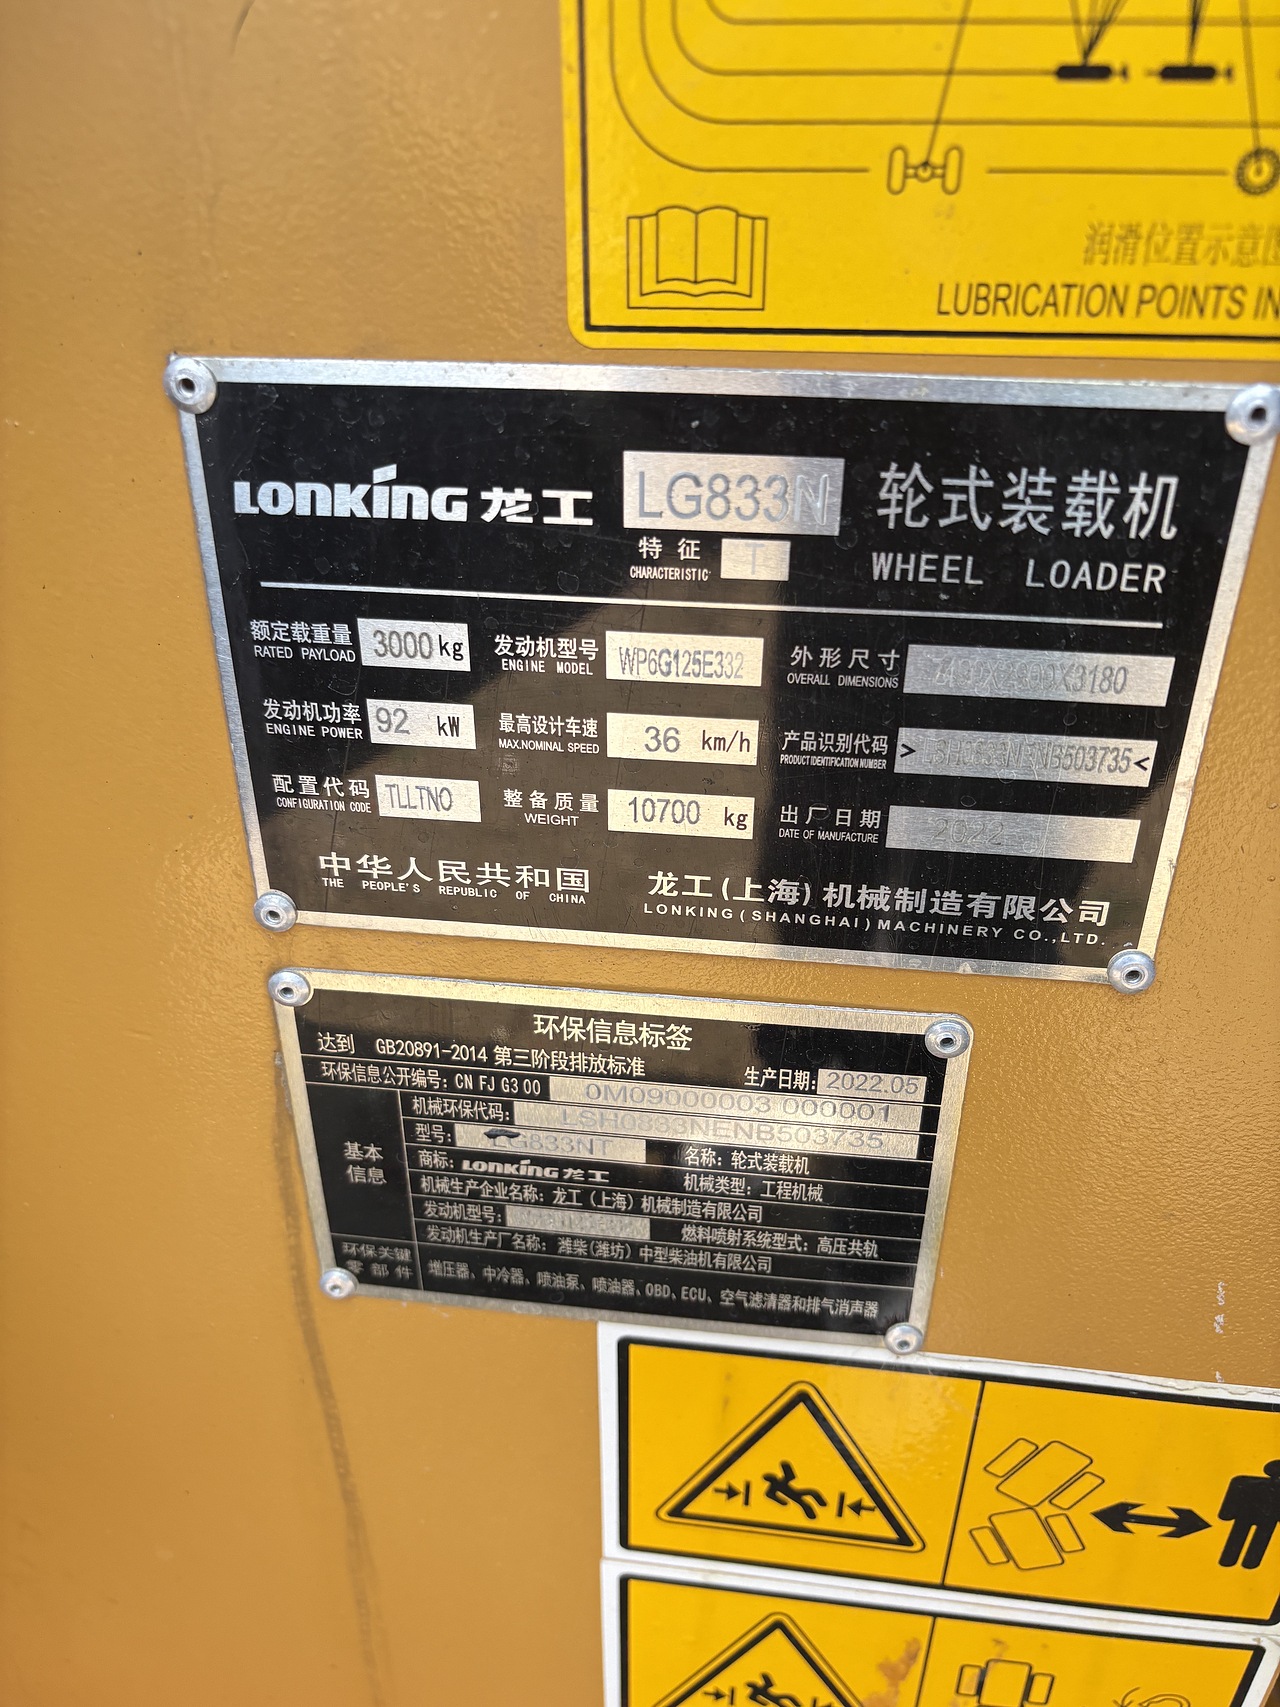 润滑位置示意图
LUBRICATION POINTS IN
LONKING 龙工 LG833N 轮式装载机
特征 T
CHARACTERISTIC
WHEEL LOADER
额定载重量 3000 kg 发动机型号 WP6G125E332 外形尺寸 X3180
RATED PAYLOAD ENGINE MODEL OVERALL DIMENSIONS
发动机功率 92 kW 最高设计车速 36 km/h 产品识别代码 >LSH0833NENB503735<
ENGINE POWER MAX.NOMINAL SPEED PRODUCT IDENTIFICATION NUMBER
配置代码 TLLTNO 整备质量 10700 kg 出厂日期 2022
CONFIGURATION CODE WEIGHT DATE OF MANUFACTURE
中华人民共和国 龙工(上海)机械制造有限公司
THE PEOPLE'S REPUBLIC OF CHINA LONKING(SHANGHAI)MACHINERY CO.,LTD.
环保信息标签
达到 GB20891-2014 第三阶段排放标准 生产日期: 2022.05
环保信息公开编号: CN FJ G3 00 0M09000003 000001
机械环保代码: LSH0833NENB503735
基本信息
型号: LG833NT 名称: 轮式装载机
商标: LONKING 龙工 机械类型: 工程机械
机械生产企业名称: 龙工(上海)机械制造有限公司
发动机型号: 燃料喷射系统型式: 高压共轨
发动机生产厂名称: 潍柴(潍坊)中型柴油机有限公司
环保关键零部件 增压器、中冷器、喷油泵、喷油器、OBD、ECU、空气滤清器和排气消声器